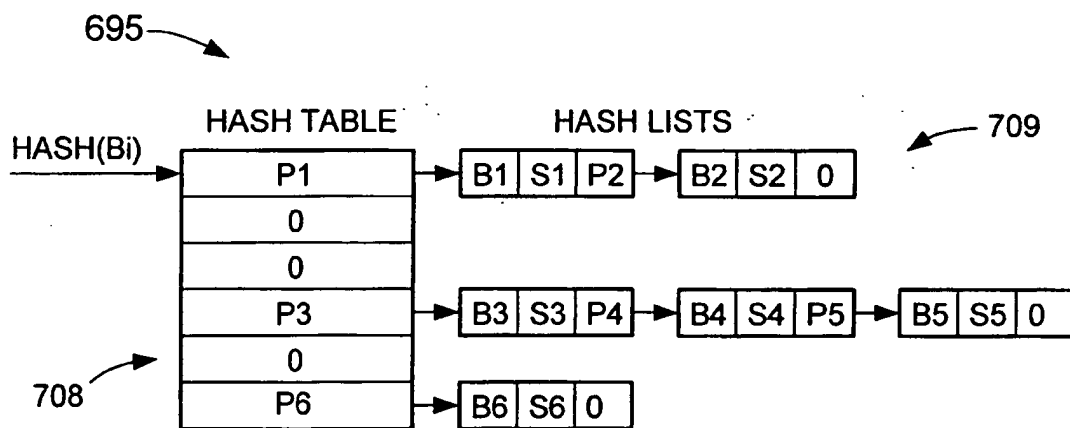 695
HASH TABLE HASH LISTS 709
HASH(Bi)
P1 B1 S1 P2 B2 S2 0
0
0
P3 B3 S3 P4 B4 S4 P5 B5 S5 0
0
708
P6 B6 S6 0